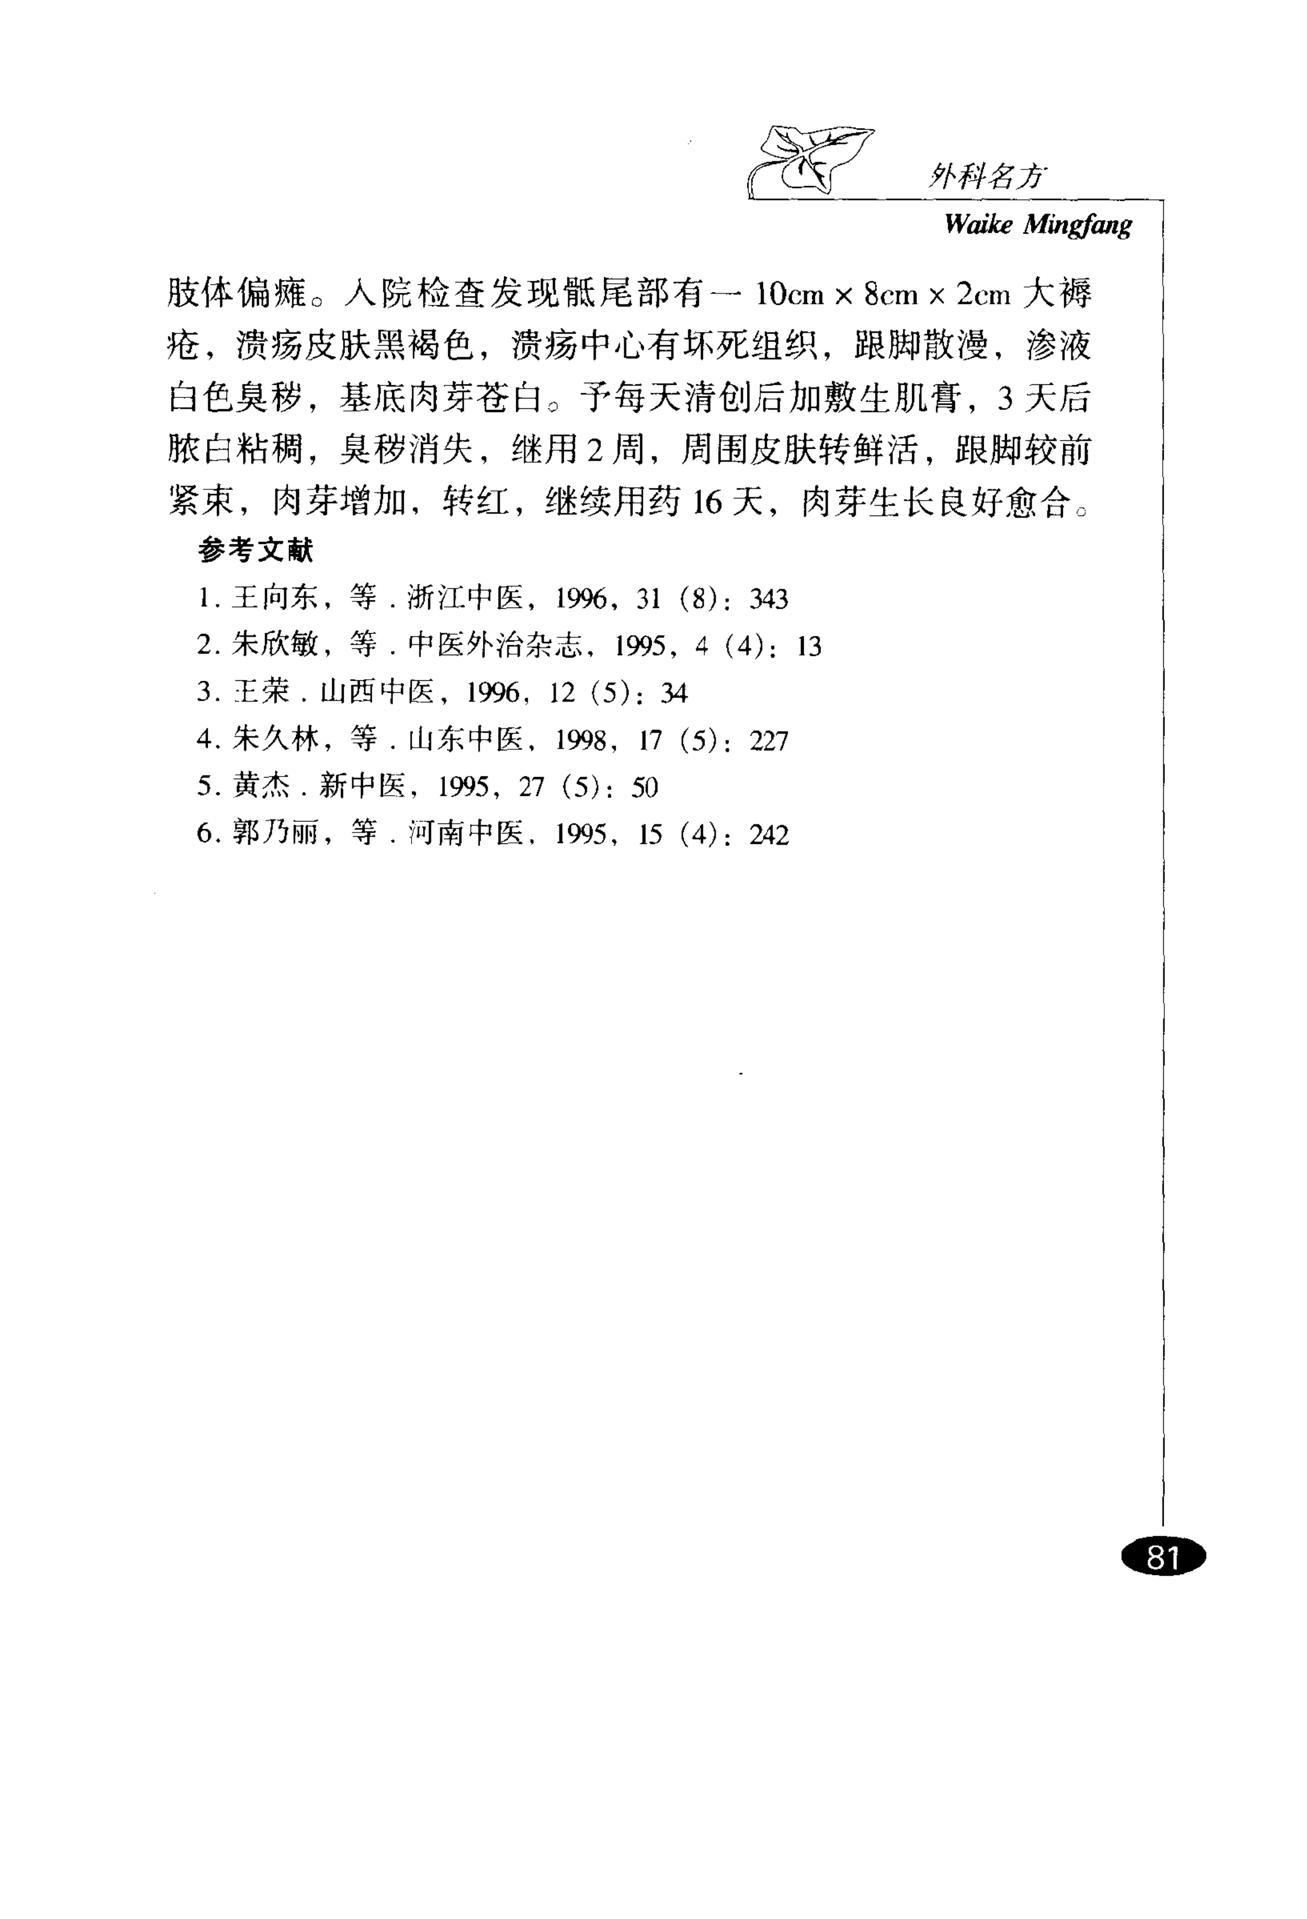 外科名方
Waike Mingfang
肢体偏瘫。入院检查发现骶尾部有一 10cm × 8cm × 2cm 大褥
疮，溃疡皮肤黑褐色，溃疡中心有坏死组织，跟脚散漫，渗液
白色臭秽，基底肉芽苍白。予每天清创后加敷生肌膏，3 天后
脓白粘稠，臭秽消失，继用 2 周，周围皮肤转鲜活，跟脚较前
紧束，肉芽增加，转红，继续用药 16 天，肉芽生长良好愈合。
参考文献
1. 王向东，等 . 浙江中医，1996，31（8）：343
2. 朱欣敏，等 . 中医外治杂志，1995，4（4）：13
3. 王荣 . 山西中医，1996，12（5）：34
4. 朱久林，等 . 山东中医，1998，17（5）：227
5. 黄杰 . 新中医，1995，27（5）：50
6. 郭乃丽，等 . 河南中医，1995，15（4）：242
81